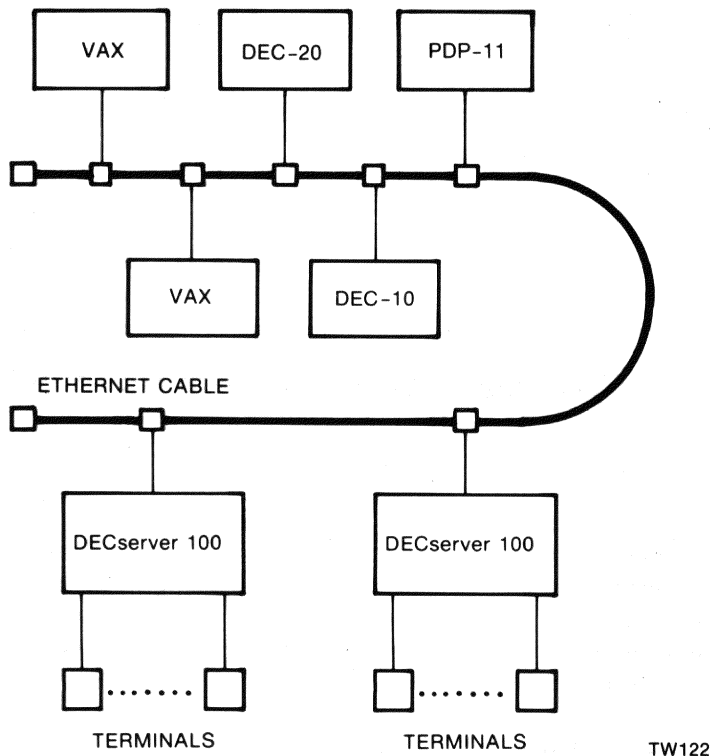 VAX
DEC-20
PDP-11
VAX
DEC-10
ETHERNET CABLE
DECserver 100
DECserver 100
TERMINALS
TERMINALS
TW122